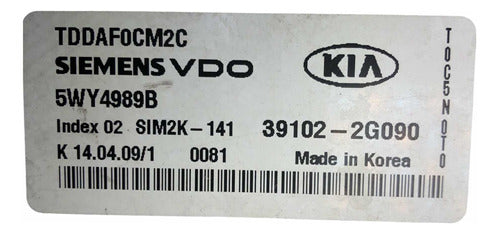 TDDAF0CM2C
SIEMENS VDO
KIA
5WY4989B
Index 02 SIM2K-141 39102-2G090
K 14.04.09/1 0081 Made in Korea
T0C5N0T0